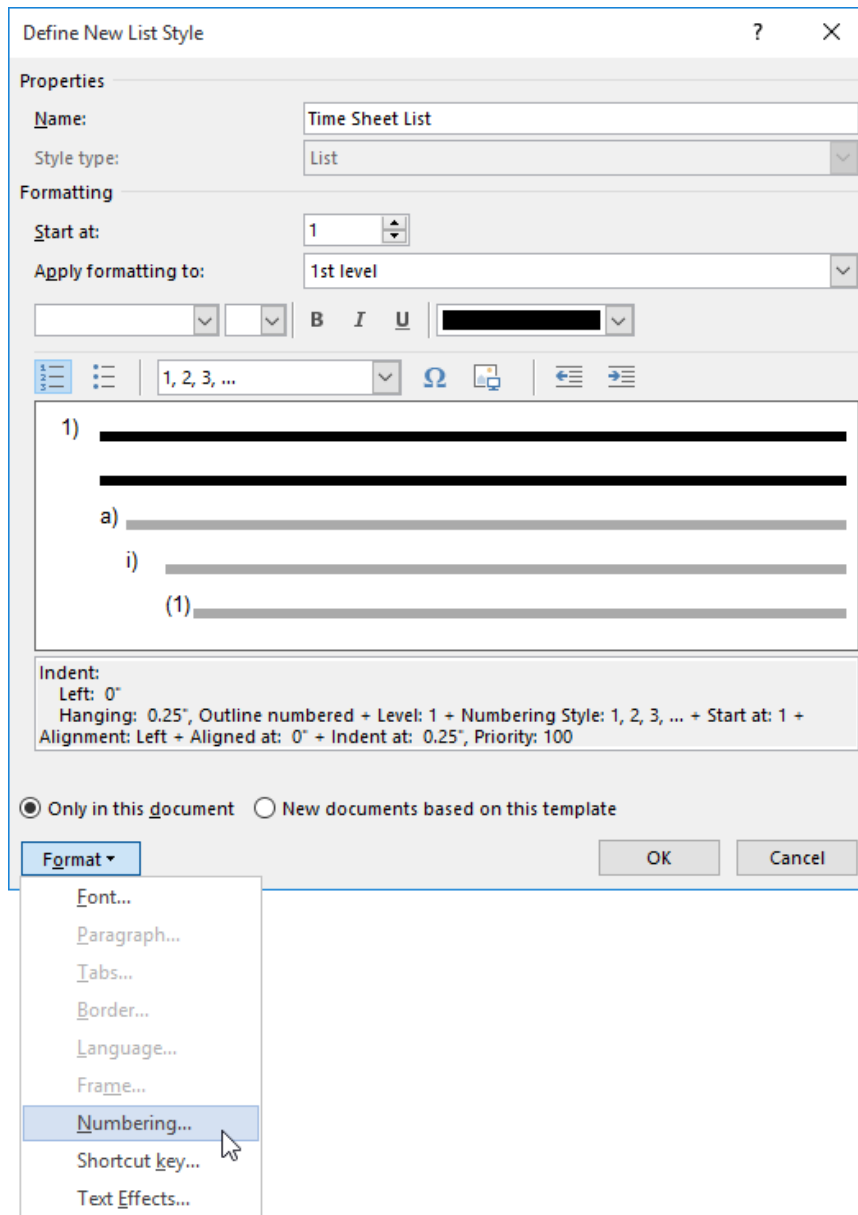 Define New List Style ?
Properties
Name: Time Sheet List
Style type: List
Formatting
Start at: 1
Apply formatting to: 1st level
B I U
1, 2, 3, ... Ω
1)
a)
i)
(1)
Indent:
Left: 0"
Hanging: 0.25", Outline numbered + Level: 1 + Numbering Style: 1, 2, 3, ... + Start at: 1 +
Alignment: Left + Aligned at: 0" + Indent at: 0.25", Priority: 100
Only in this document New documents based on this template
Format OK Cancel
Font...
Paragraph...
Tabs...
Border...
Language...
Frame...
Numbering...
Shortcut key...
Text Effects...